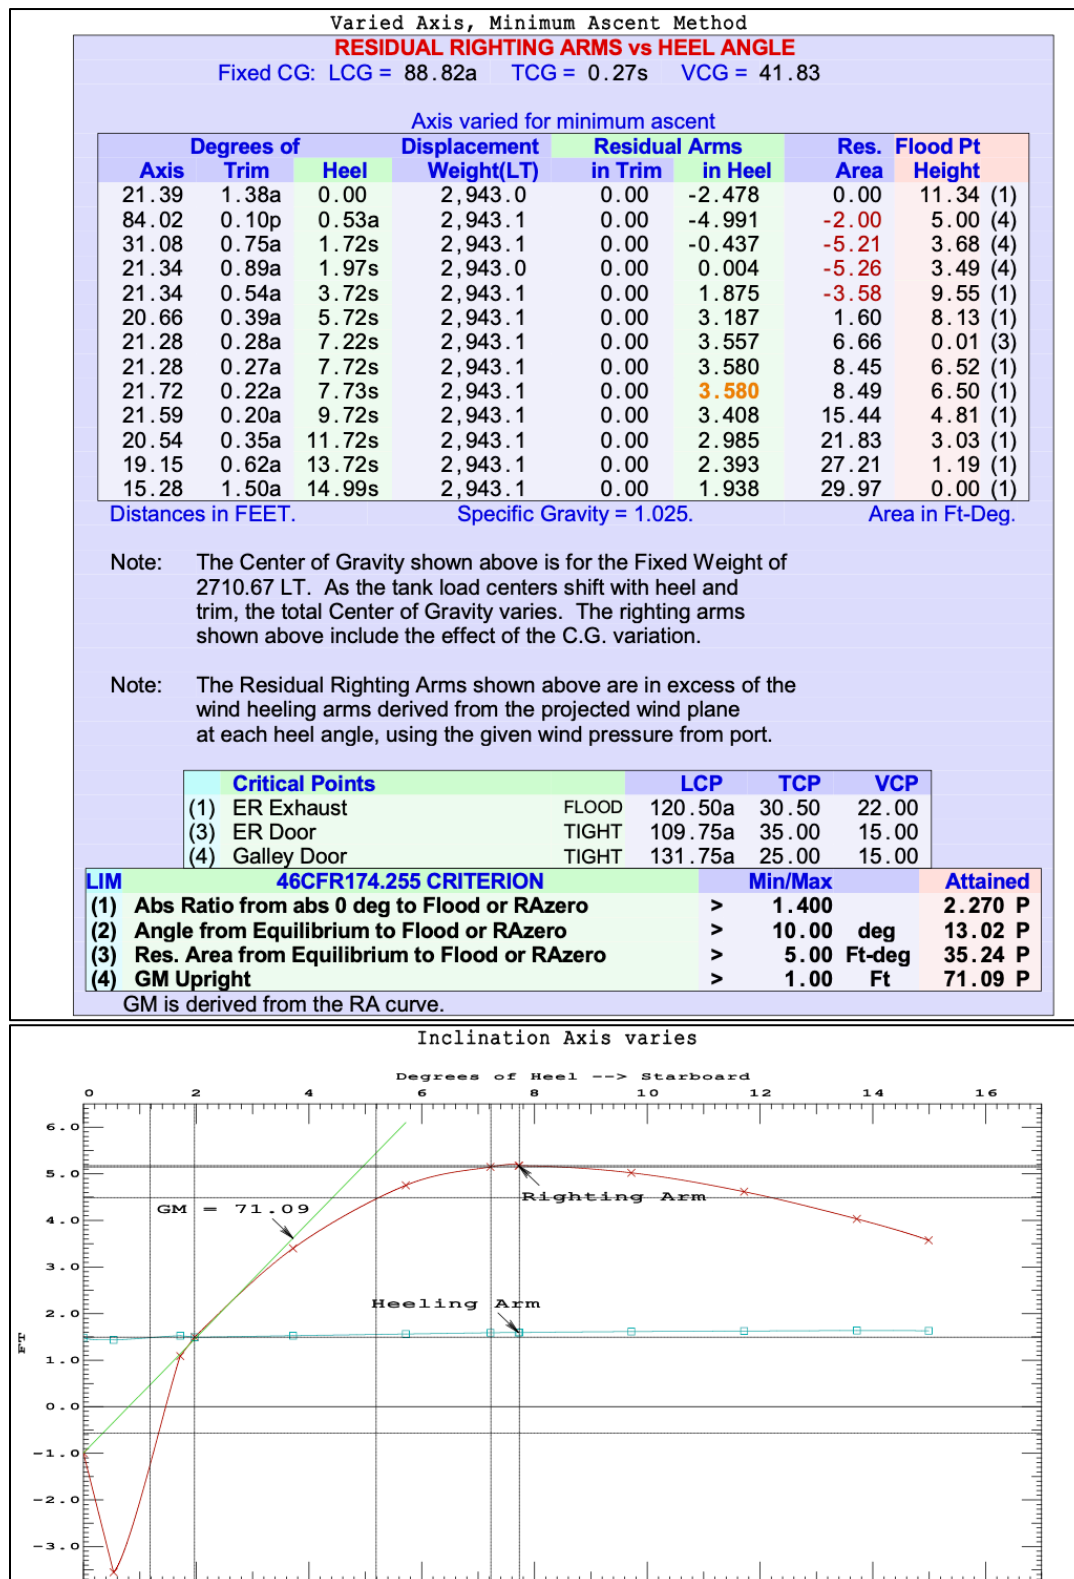 Varied Axis, Minimum Ascent Method
RESIDUAL RIGHTING ARMS vs HEEL ANGLE
Fixed CG: LCG = 88.82a TCG = 0.27s VCG = 41.83
Axis varied for minimum ascent
Degrees of Displacement Residual Arms Res. Flood Pt
Axis Trim Heel Weight(LT) in Trim in Heel Area Height
21.39 1.38a 0.00 2,943.0 0.00 -2.478 0.00 11.34 (1)
84.02 0.10p 0.53a 2,943.1 0.00 -4.991 -2.00 5.00 (4)
31.08 0.75a 1.72s 2,943.1 0.00 -0.437 -5.21 3.68 (4)
21.34 0.89a 1.97s 2,943.0 0.00 0.004 -5.26 3.49 (4)
21.34 0.54a 3.72s 2,943.1 0.00 1.875 -3.58 9.55 (1)
20.66 0.39a 5.72s 2,943.1 0.00 3.187 1.60 8.13 (1)
21.28 0.28a 7.22s 2,943.1 0.00 3.557 6.66 0.01 (3)
21.28 0.27a 7.72s 2,943.1 0.00 3.580 8.45 6.52 (1)
21.72 0.22a 7.73s 2,943.1 0.00 3.580 8.49 6.50 (1)
21.59 0.20a 9.72s 2,943.1 0.00 3.408 15.44 4.81 (1)
20.54 0.35a 11.72s 2,943.1 0.00 2.985 21.83 3.03 (1)
19.15 0.62a 13.72s 2,943.1 0.00 2.393 27.21 1.19 (1)
15.28 1.50a 14.99s 2,943.1 0.00 1.938 29.97 0.00 (1)
Distances in FEET. Specific Gravity = 1.025. Area in Ft-Deg.
Note: The Center of Gravity shown above is for the Fixed Weight of
2710.67 LT. As the tank load centers shift with heel and
trim, the total Center of Gravity varies. The righting arms
shown above include the effect of the C.G. variation.
Note: The Residual Righting Arms shown above are in excess of the
wind heeling arms derived from the projected wind plane
at each heel angle, using the given wind pressure from port.
Critical Points LCP TCP VCP
(1) ER Exhaust FLOOD 120.50a 30.50 22.00
(3) ER Door TIGHT 109.75a 35.00 15.00
(4) Galley Door TIGHT 131.75a 25.00 15.00
LIM 46CFR174.255 CRITERION Min/Max Attained
(1) Abs Ratio from abs 0 deg to Flood or RAzero > 1.400 2.270 P
(2) Angle from Equilibrium to Flood or RAzero > 10.00 deg 13.02 P
(3) Res. Area from Equilibrium to Flood or RAzero > 5.00 Ft-deg 35.24 P
(4) GM Upright > 1.00 Ft 71.09 P
GM is derived from the RA curve.
Inclination Axis varies
Degrees of Heel --> Starboard
0 2 4 6 8 10 12 14 16
6.0
5.0
Righting Arm
GM = 71.09
4.0
3.0
2.0
Heeling Arm
FT
1.0
0.0
-1.0
-2.0
-3.0